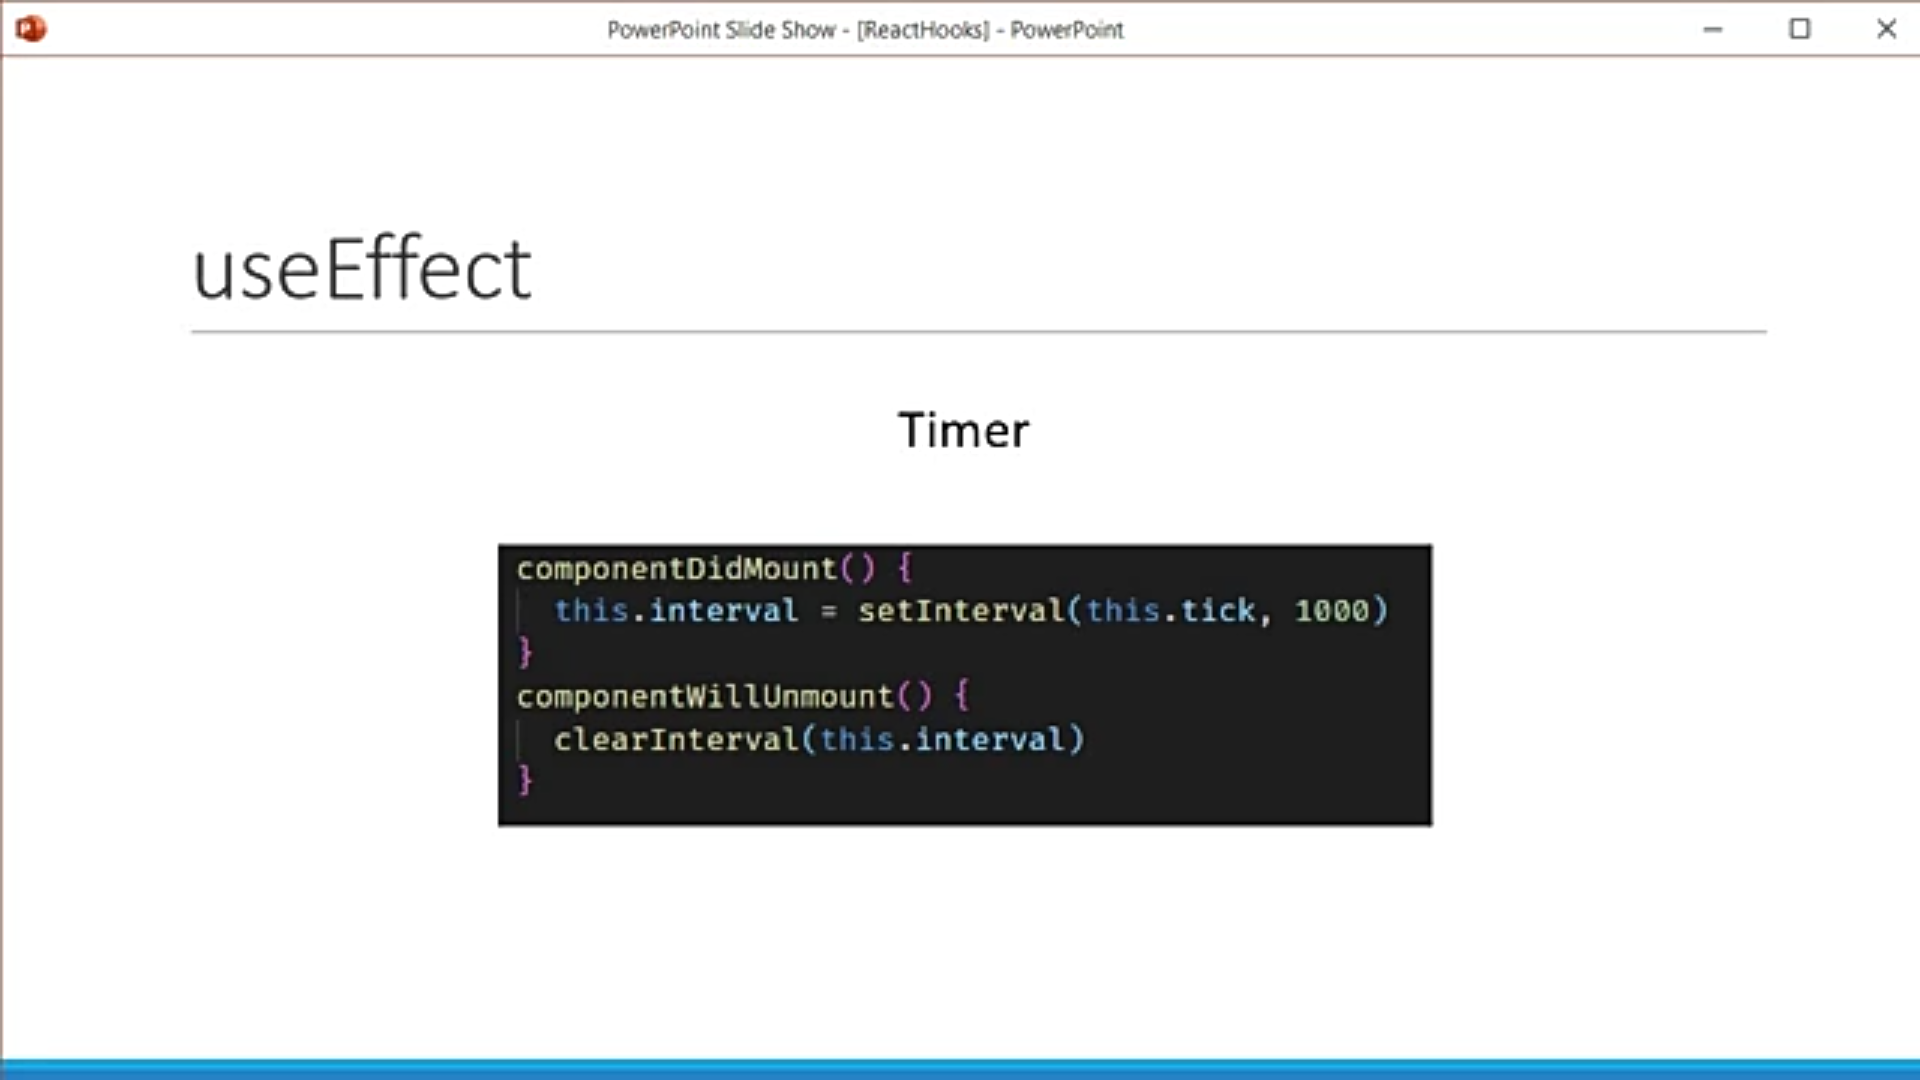 PowerPoint Slide Show - [ReactHooks] - PowerPoint
useEffect
Timer
componentDidMount() {
this.interval = setInterval(this.tick, 1000)
}
componentWillUnmount() {
clearInterval(this.interval)
}